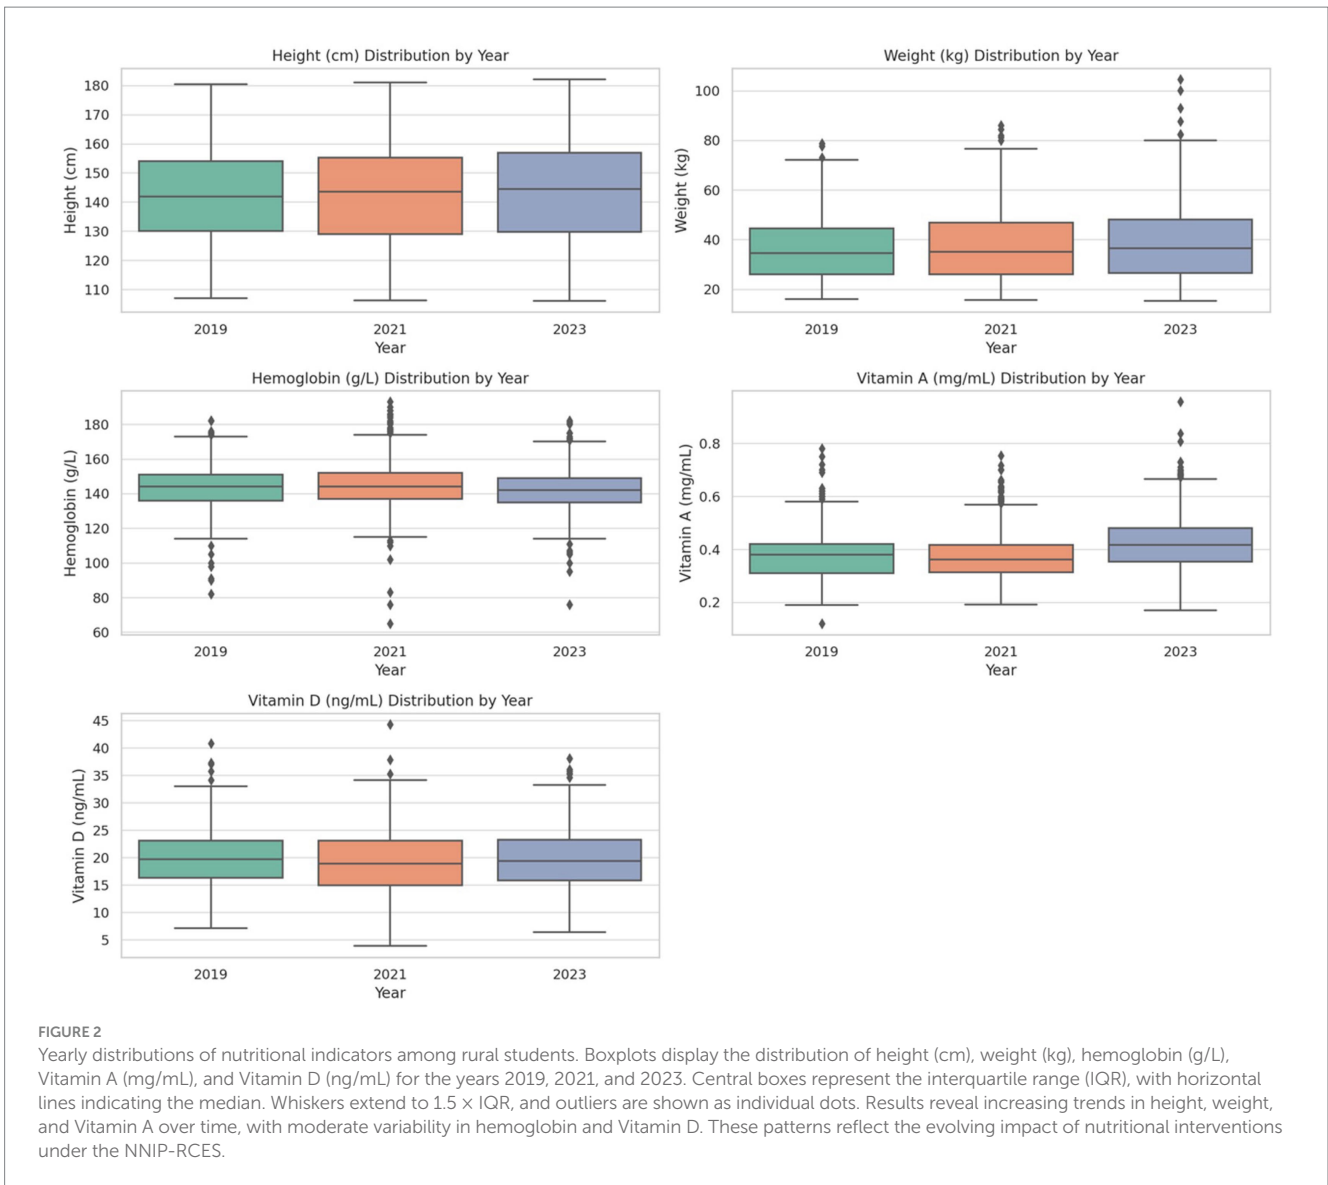 Height (cm) Distribution by Year
Height (cm)
180
170
160
150
140
130
120
110
2019
2021
2023
Year
Weight (kg) Distribution by Year
Weight (kg)
100
80
60
40
20
2019
2021
2023
Year
Hemoglobin (g/L) Distribution by Year
Hemoglobin (g/L)
180
160
140
120
100
80
60
2019
2021
2023
Year
Vitamin A (mg/mL) Distribution by Year
Vitamin A (mg/mL)
0.8
0.6
0.4
0.2
2019
2021
2023
Year
Vitamin D (ng/mL) Distribution by Year
Vitamin D (ng/mL)
45
40
35
30
25
20
15
10
5
2019
2021
2023
Year
FIGURE 2
Yearly distributions of nutritional indicators among rural students. Boxplots display the distribution of height (cm), weight (kg), hemoglobin (g/L),
Vitamin A (mg/mL), and Vitamin D (ng/mL) for the years 2019, 2021, and 2023. Central boxes represent the interquartile range (IQR), with horizontal
lines indicating the median. Whiskers extend to 1.5 × IQR, and outliers are shown as individual dots. Results reveal increasing trends in height, weight,
and Vitamin A over time, with moderate variability in hemoglobin and Vitamin D. These patterns reflect the evolving impact of nutritional interventions
under the NNIP-RCES.